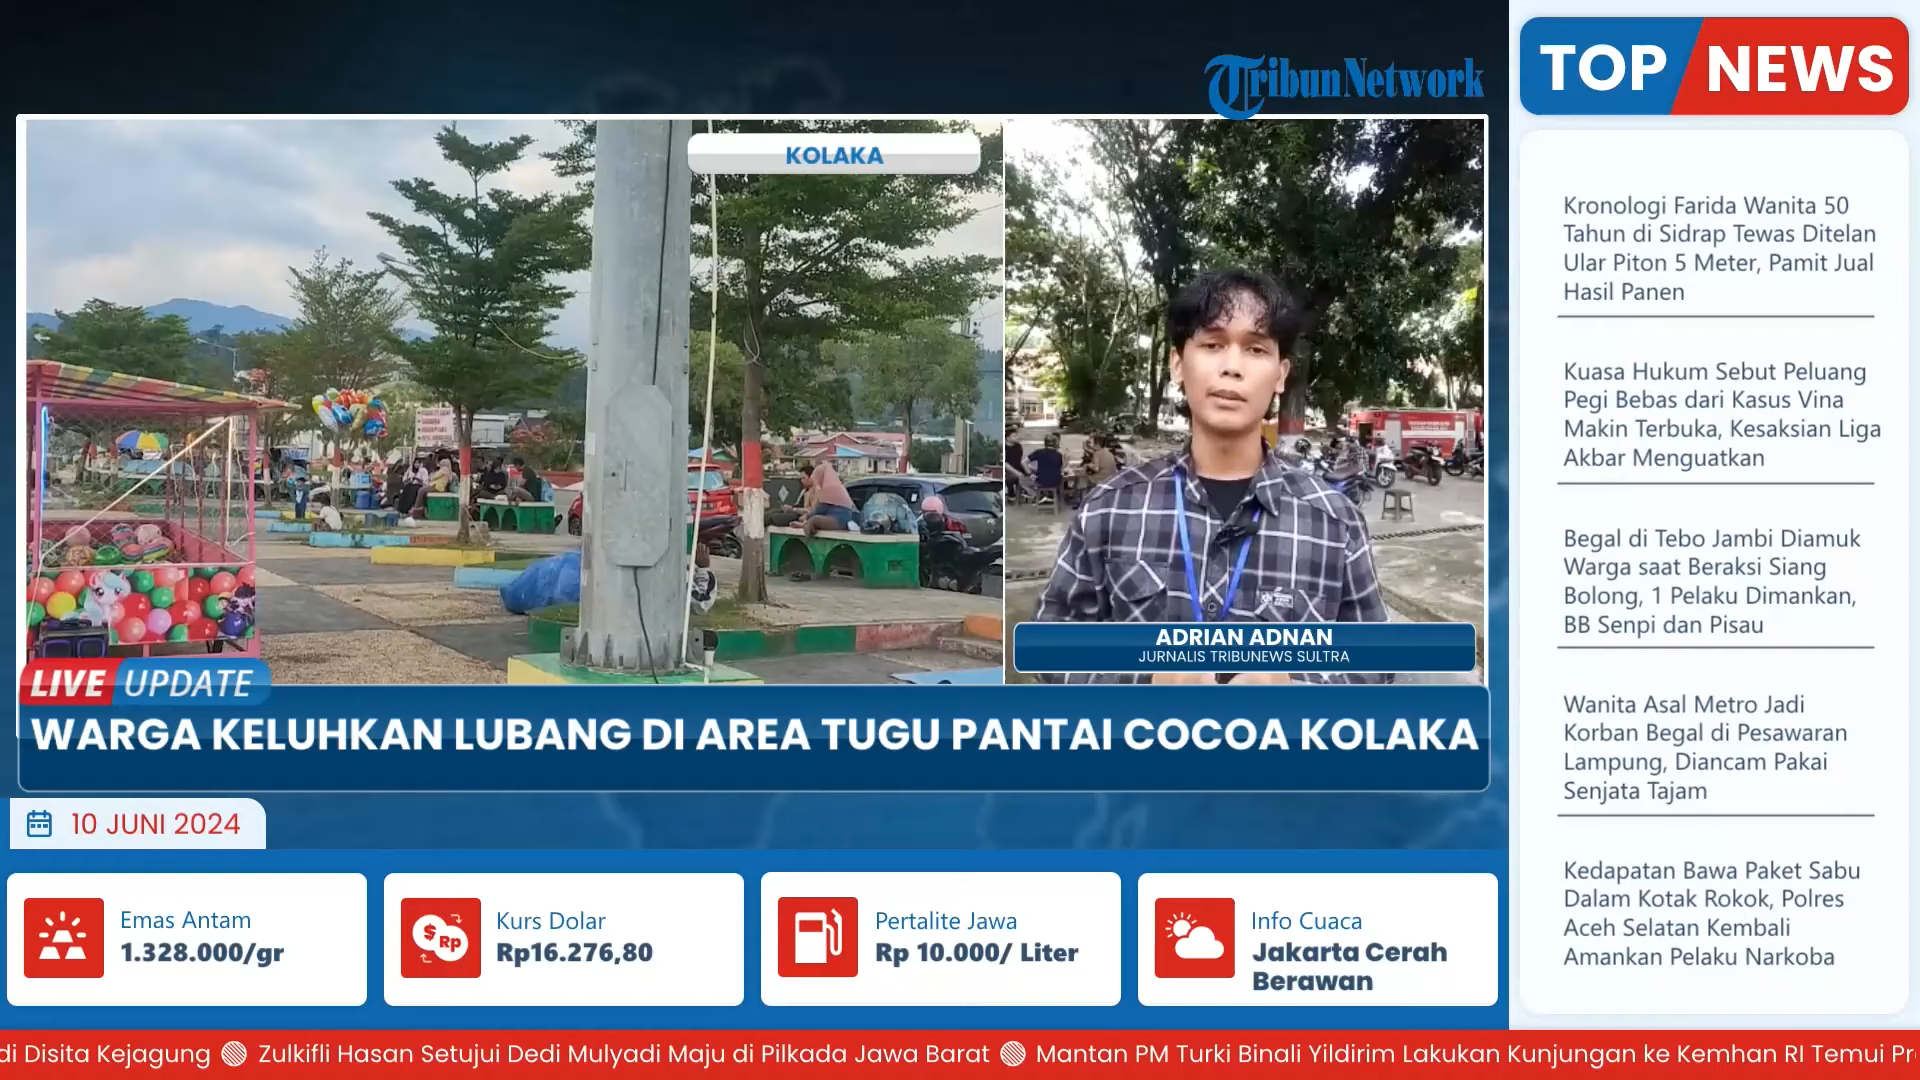 TribunNetwork
KOLAKA
ADRIAN ADNAN
JURNALIS TRIBUNEWS SULTRA
LIVE UPDATE
WARGA KELUHKAN LUBANG DI AREA TUGU PANTAI COCOA KOLAKA
10 JUNI 2024
Emas Antam
1.328.000/gr
Kurs Dolar
Rp16.276,80
Pertalite Jawa
Rp 10.000/ Liter
Info Cuaca
Jakarta Cerah
Berawan
TOP NEWS
Kronologi Farida Wanita 50
Tahun di Sidrap Tewas Ditelan
Ular Piton 5 Meter, Pamit Jual
Hasil Panen
Kuasa Hukum Sebut Peluang
Pegi Bebas dari Kasus Vina
Makin Terbuka, Kesaksian Liga
Akbar Menguatkan
Begal di Tebo Jambi Diamuk
Warga saat Beraksi Siang
Bolong, 1 Pelaku Dimankan,
BB Senpi dan Pisau
Wanita Asal Metro Jadi
Korban Begal di Pesawaran
Lampung, Diancam Pakai
Senjata Tajam
Kedapatan Bawa Paket Sabu
Dalam Kotak Rokok, Polres
Aceh Selatan Kembali
Amankan Pelaku Narkoba
di Disita Kejagung Zulkifli Hasan Setujui Dedi Mulyadi Maju di Pilkada Jawa Barat Mantan PM Turki Binali Yildirim Lakukan Kunjungan ke Kemhan RI Temui Pr